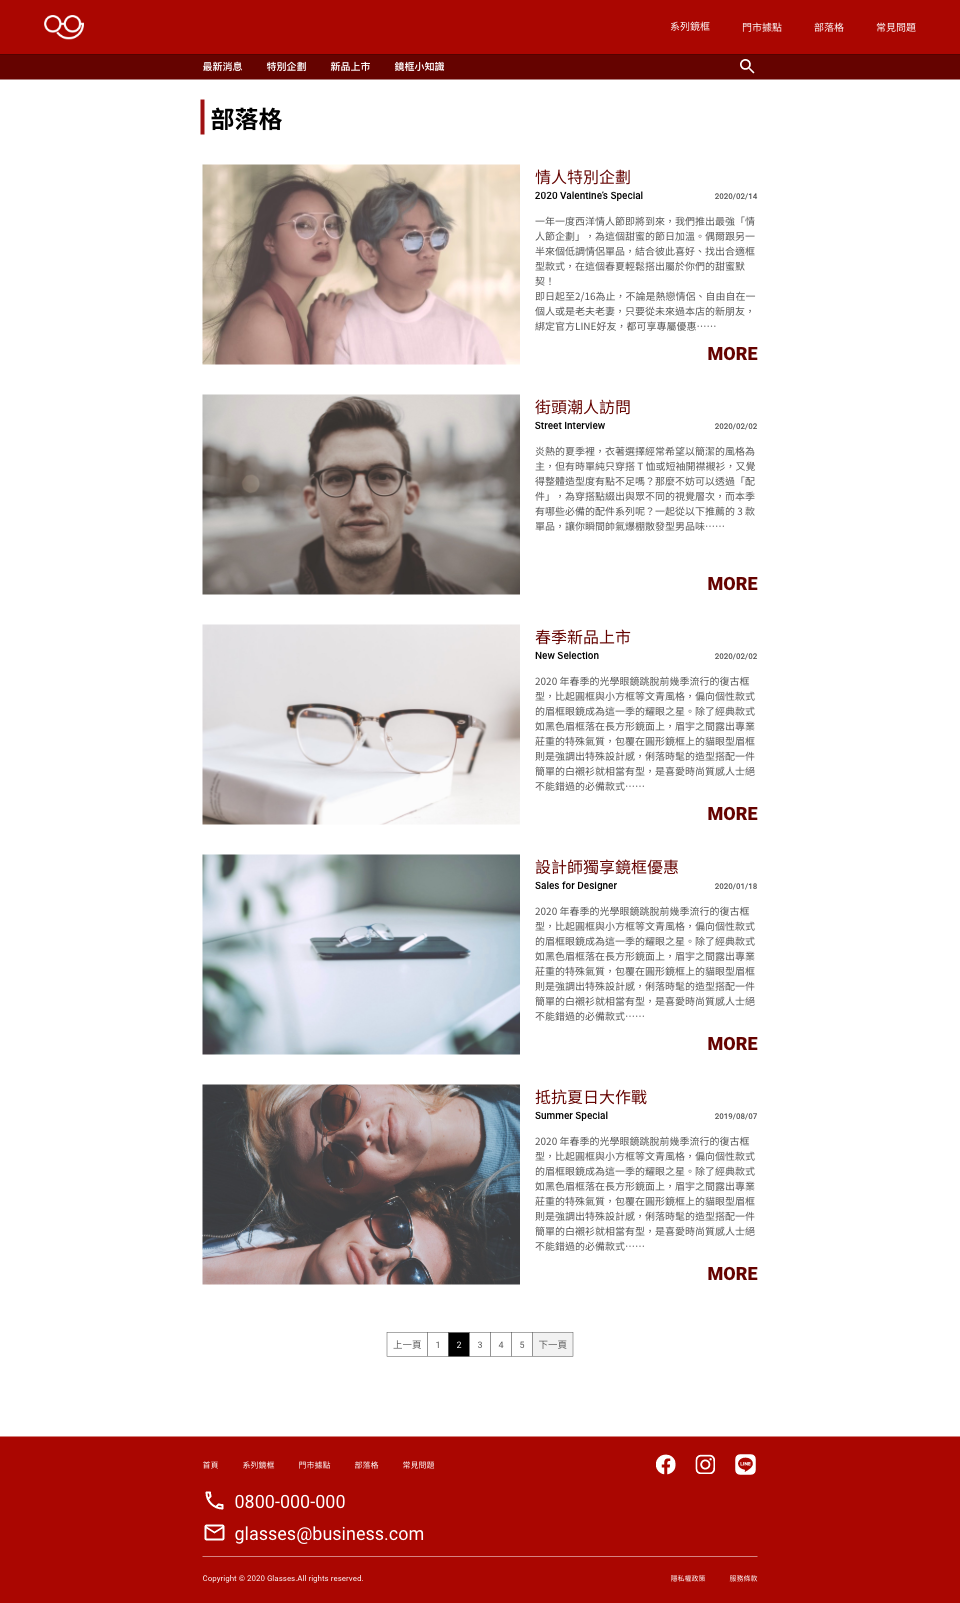 系列鏡框 門市據點 部落格 常見問題
最新消息 特別企劃 新品上市 鏡框小知識
部落格
情人特別企劃
2020 Valentine's Special 2020/02/14
一年一度西洋情人節即將到來，我們推出最強「情
人節企劃」，為這個甜蜜的節日加溫。偶爾跟另一
半來個低調情侶單品，結合彼此喜好、找出合適框
型款式，在這個春夏輕鬆搭出屬於你們的甜蜜默
契！
即日起至2/16為止，不論是熱戀情侶、自由自在一
個人或是老夫老妻，只要從未來過本店的新朋友，
綁定官方LINE好友，都可享專屬優惠⋯⋯
MORE
街頭潮人訪問
Street Interview 2020/02/02
炎熱的夏季裡，衣著選擇經常希望以簡潔的風格為
主，但有時單純只穿搭 T 恤或短袖開襟襯衫，又覺
得整體造型度有點不足嗎？那麼不妨可以透過「配
件」，為穿搭點綴出與眾不同的視覺層次，而本季
有哪些必備的配件系列呢？一起從以下推薦的 3 款
單品，讓你瞬間帥氣爆棚散發型男品味⋯⋯
MORE
春季新品上市
New Selection 2020/02/02
2020 年春季的光學眼鏡跳脫前幾季流行的復古框
型，比起圓框與小方框等文青風格，偏向個性款式
的眉框眼鏡成為這一季的耀眼之星。除了經典款式
如黑色眉框落在長方形鏡面上，眉宇之間露出專業
莊重的特殊氣質，包覆在圓形鏡框上的貓眼型眉框
則是強調出特殊設計感，俐落時髦的造型搭配一件
簡單的白襯衫就相當有型，是喜愛時尚質感人士絕
不能錯過的必備款式⋯⋯
MORE
設計師獨享鏡框優惠
Sales for Designer 2020/01/18
2020 年春季的光學眼鏡跳脫前幾季流行的復古框
型，比起圓框與小方框等文青風格，偏向個性款式
的眉框眼鏡成為這一季的耀眼之星。除了經典款式
如黑色眉框落在長方形鏡面上，眉宇之間露出專業
莊重的特殊氣質，包覆在圓形鏡框上的貓眼型眉框
則是強調出特殊設計感，俐落時髦的造型搭配一件
簡單的白襯衫就相當有型，是喜愛時尚質感人士絕
不能錯過的必備款式⋯⋯
MORE
抵抗夏日大作戰
Summer Special 2019/08/07
2020 年春季的光學眼鏡跳脫前幾季流行的復古框
型，比起圓框與小方框等文青風格，偏向個性款式
的眉框眼鏡成為這一季的耀眼之星。除了經典款式
如黑色眉框落在長方形鏡面上，眉宇之間露出專業
莊重的特殊氣質，包覆在圓形鏡框上的貓眼型眉框
則是強調出特殊設計感，俐落時髦的造型搭配一件
簡單的白襯衫就相當有型，是喜愛時尚質感人士絕
不能錯過的必備款式⋯⋯
MORE
上一頁 1 2 3 4 5 下一頁
首頁 系列鏡框 門市據點 部落格 常見問題
LINE
0800-000-000
glasses@business.com
Copyright © 2020 Glasses.All rights reserved. 隱私權政策 服務條款